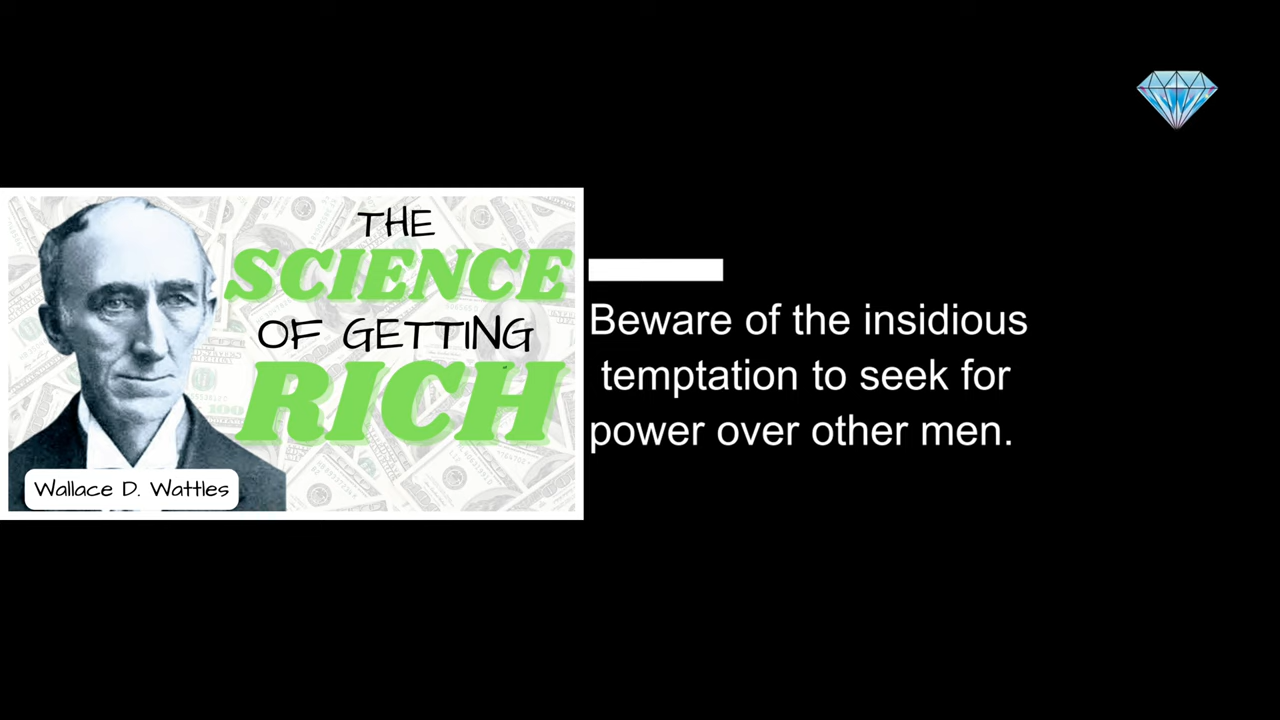 THE
SCIENCE
OF GETTING
RICH
Wallace D. Wattles
Beware of the insidious
temptation to seek for
power over other men.